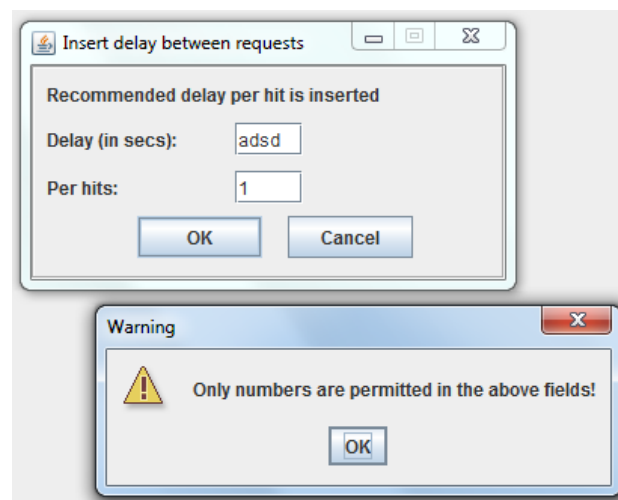 Insert delay between requests
Recommended delay per hit is inserted
Delay (in secs): adsd
Per hits: 1
OK Cancel
Warning
Only numbers are permitted in the above fields!
OK